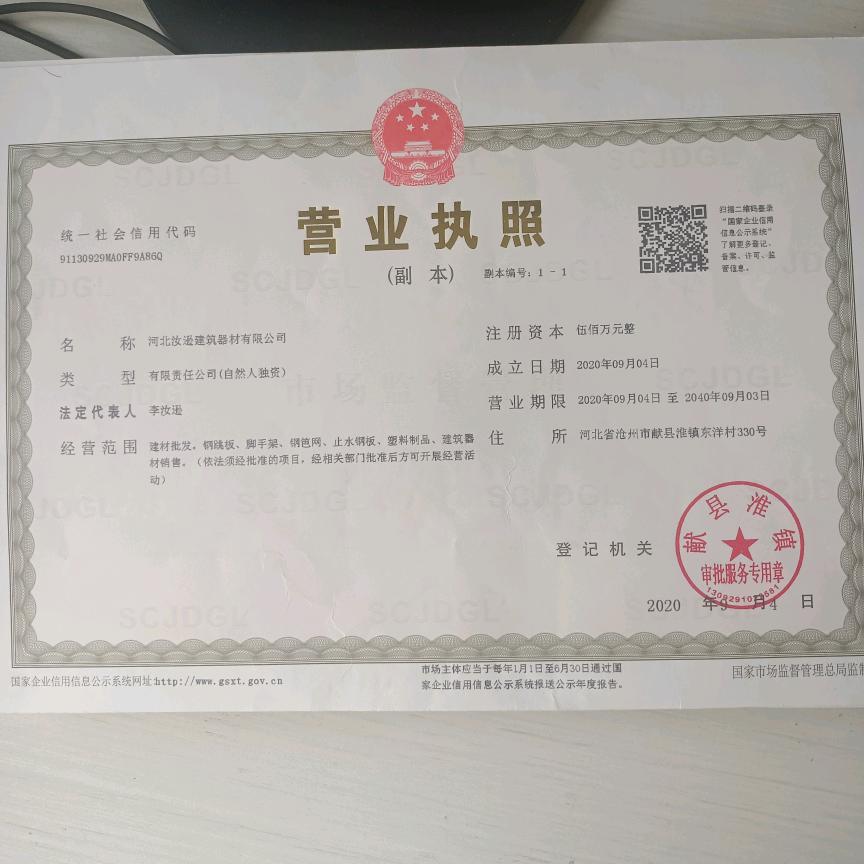 营业执照
(副 本)
副本编号：1 - 1
统一社会信用代码
91130929MA0FF9A86Q
扫描二维码登录
“国家企业信用
信息公示系统”
了解更多登记、
备案、许可、监
管信息。
名 称 河北汝逊建筑器材有限公司
类 型 有限责任公司(自然人独资)
法定代表人 李汝逊
经营范围 建材批发。钢跳板、脚手架、钢笆网、止水钢板、塑料制品、建筑器
材销售。（依法须经批准的项目，经相关部门批准后方可开展经营活
动）
注册资本 伍佰万元整
成立日期 2020年09月04日
营业期限 2020年09月04日 至 2040年09月03日
住 所 河北省沧州市献县淮镇东洋村330号
登记机关
献县淮镇
审批服务专用章
2020 年 9 月 4 日
国家企业信用信息公示系统网址:http://www.gsxt.gov.cn
市场主体应当于每年1月1日至6月30日通过国
家企业信用信息公示系统报送公示年度报告。
国家市场监督管理总局监制
SCJDGL
市场监督